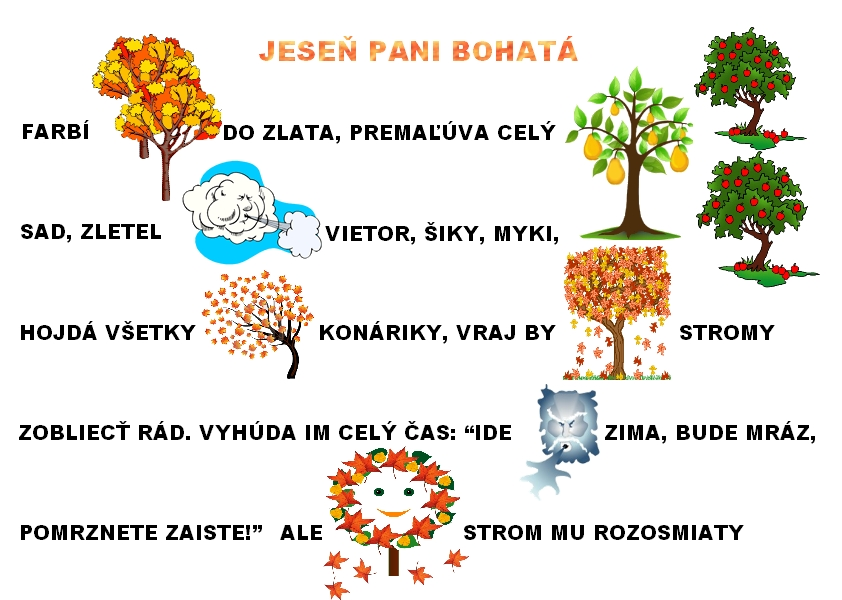 JESEŇ PANI BOHATÁ
FARBÍ DO ZLATA, PREMAĽÚVA CELÝ
SAD, ZLETEL VIETOR, ŠIKY, MYKI,
HOJDÁ VŠETKY KONÁRIKY, VRAJ BY STROMY
ZOBLIECŤ RÁD. VYHÚDA IM CELÝ ČAS: “IDE ZIMA, BUDE MRÁZ,
POMRZNETE ZAISTE!” ALE STROM MU ROZOSMIATY